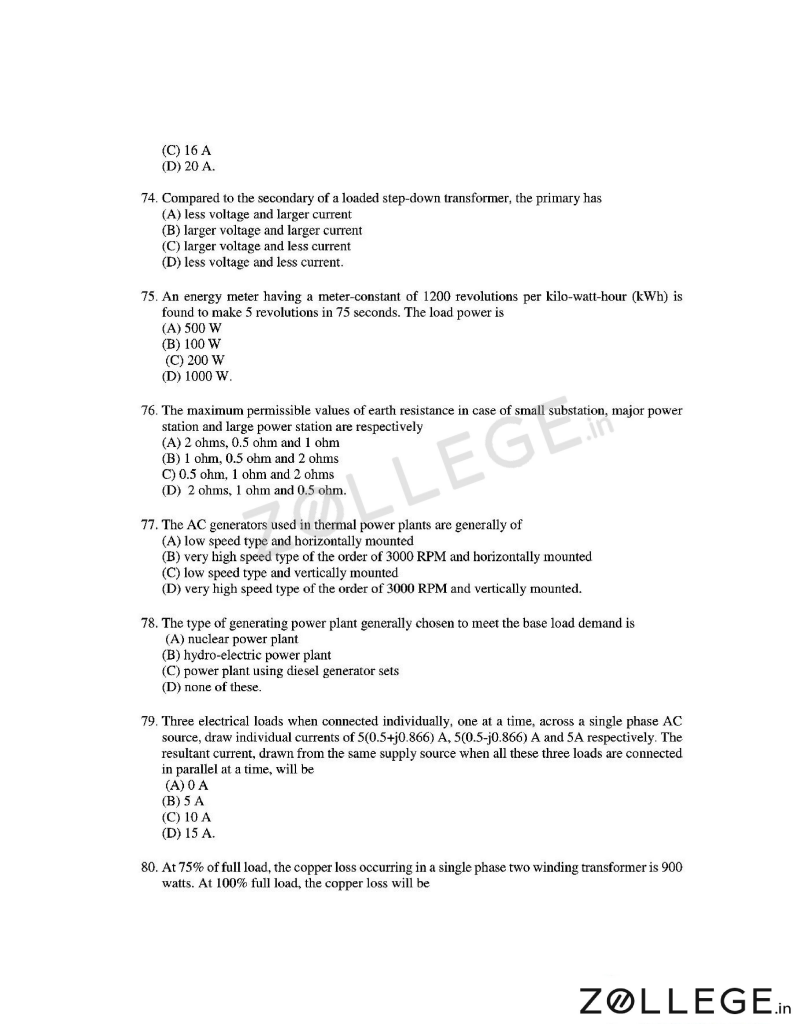 (C) 16 A
(D) 20 A.
74. Compared to the secondary of a loaded step-down transformer, the primary has
(A) less voltage and larger current
(B) larger voltage and larger current
(C) larger voltage and less current
(D) less voltage and less current.
75. An energy meter having a meter-constant of 1200 revolutions per kilo-watt-hour (kWh) is
found to make 5 revolutions in 75 seconds. The load power is
(A) 500 W
(B) 100 W
(C) 200 W
(D) 1000 W.
76. The maximum permissible values of earth resistance in case of small substation, major power
station and large power station are respectively
(A) 2 ohms, 0.5 ohm and 1 ohm
(B) 1 ohm, 0.5 ohm and 2 ohms
C) 0.5 ohm, 1 ohm and 2 ohms
(D) 2 ohms, 1 ohm and 0.5 ohm.
ZOLLEGE.in
77. The AC generators used in thermal power plants are generally of
(A) low speed type and horizontally mounted
(B) very high speed type of the order of 3000 RPM and horizontally mounted
(C) low speed type and vertically mounted
(D) very high speed type of the order of 3000 RPM and vertically mounted.
78. The type of generating power plant generally chosen to meet the base load demand is
(A) nuclear power plant
(B) hydro-electric power plant
(C) power plant using diesel generator sets
(D) none of these.
79. Three electrical loads when connected individually, one at a time, across a single phase AC
source, draw individual currents of 5(0.5+j0.866) A, 5(0.5-j0.866) A and 5A respectively. The
resultant current, drawn from the same supply source when all these three loads are connected
in parallel at a time, will be
(A) 0 A
(B) 5 A
(C) 10 A
(D) 15 A.
80. At 75% of full load, the copper loss occurring in a single phase two winding transformer is 900
watts. At 100% full load, the copper loss will be
ZOLLEGE.in